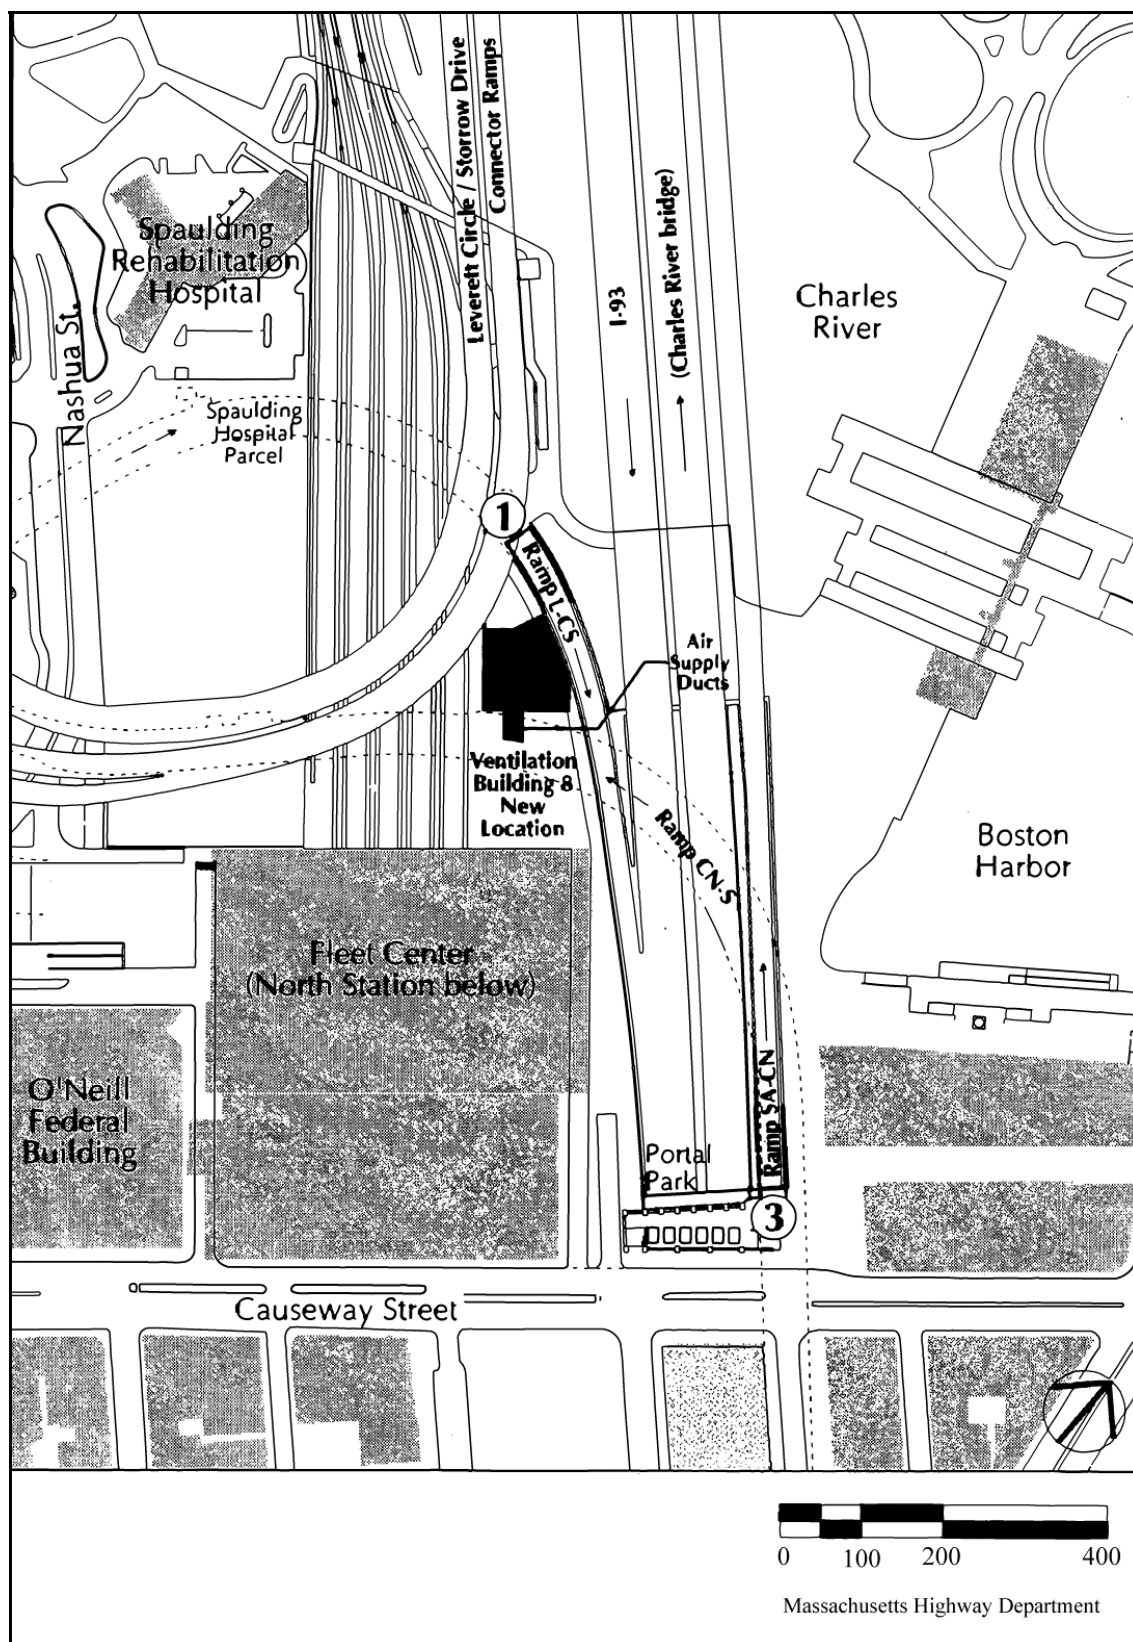 Leverett Circle / Storrow Drive
Connector Ramps
I-93
(Charles River bridge)
Spaulding
Rehabilitation
Hospital
Nashua St.
Charles
River
Spaulding
Hospital
Parcel
1
Ramp L-CS
Air
Supply
Ducts
Ventilation
Building 8
New
Location
Ramp CN-S
Boston
Harbor
Fleet Center
(North Station below)
Ramp SA-CN
O'Neill
Federal
Building
Portal
Park
3
Causeway Street
0 100 200 400
Massachusetts Highway Department